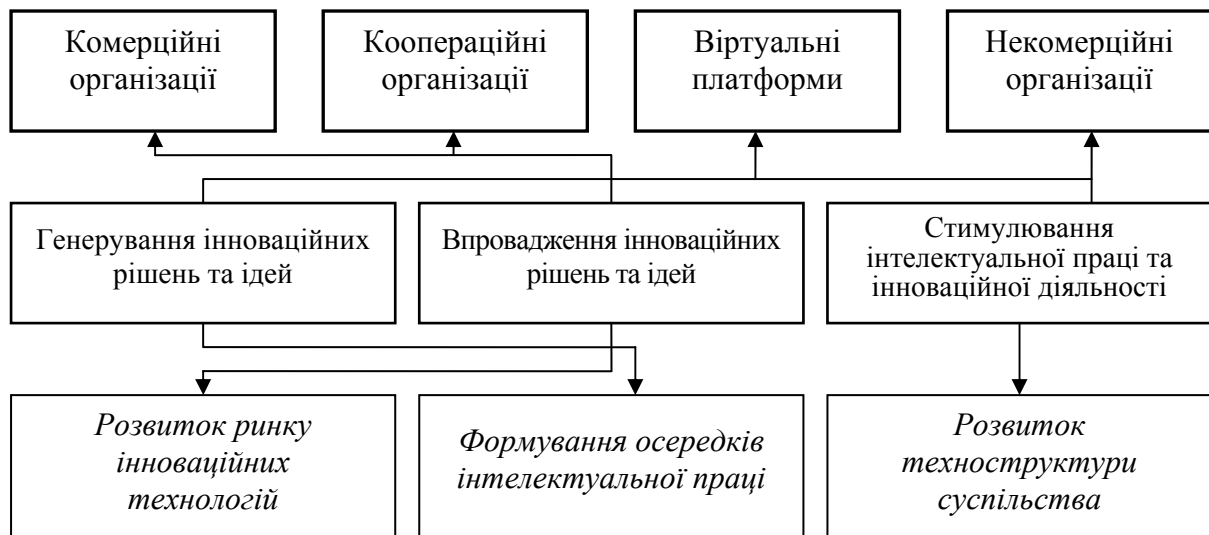 Комерційні
організації
Коопераційні
організації
Віртуальні
платформи
Некомерційні
організації
Генерування інноваційних
рішень та ідей
Впровадження інноваційних
рішень та ідей
Стимулювання
інтелектуальної праці та
інноваційної діяльності
Розвиток ринку
інноваційних
технологій
Формування осередків
інтелектуальної праці
Розвиток
техноструктури
суспільства